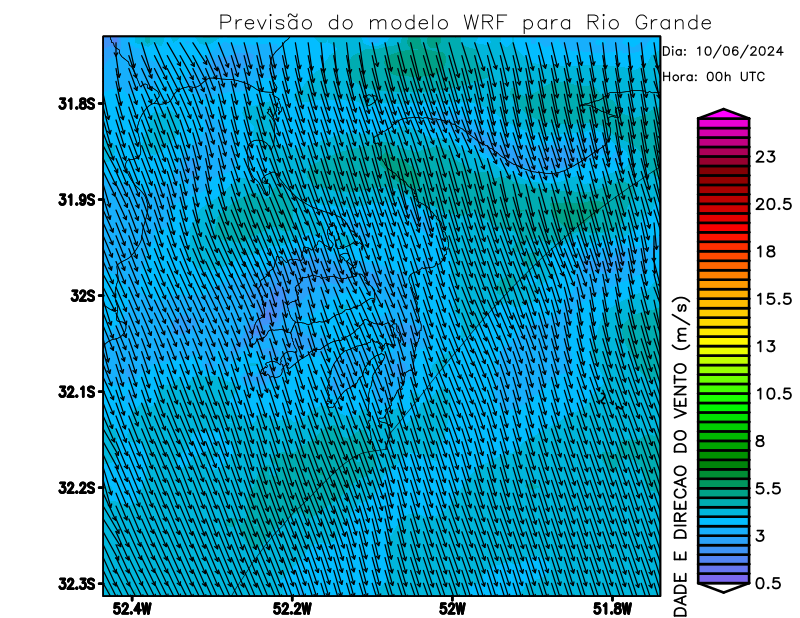 Previsão do modelo WRF para Rio Grande
Dia: 10/06/2024
Hora: 00h UTC
31.8S
31.9S
32S
32.1S
32.2S
32.3S
52.4W
52.2W
52W
51.8W
23
20.5
18
15.5
13
10.5
8
5.5
3
0.5
DADE E DIRECAO DO VENTO (m/s)